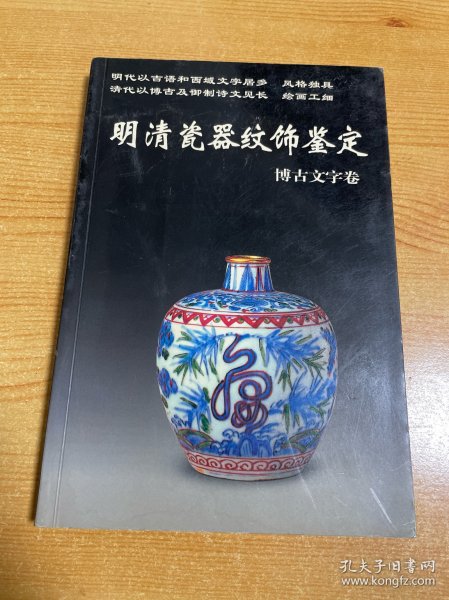 明代以吉语和西域文字居多 风格独具
清代以博古及御制诗文见长 绘画工细
明清瓷器纹饰鉴定
博古文字卷
孔夫子旧书网
www.kongfz.com